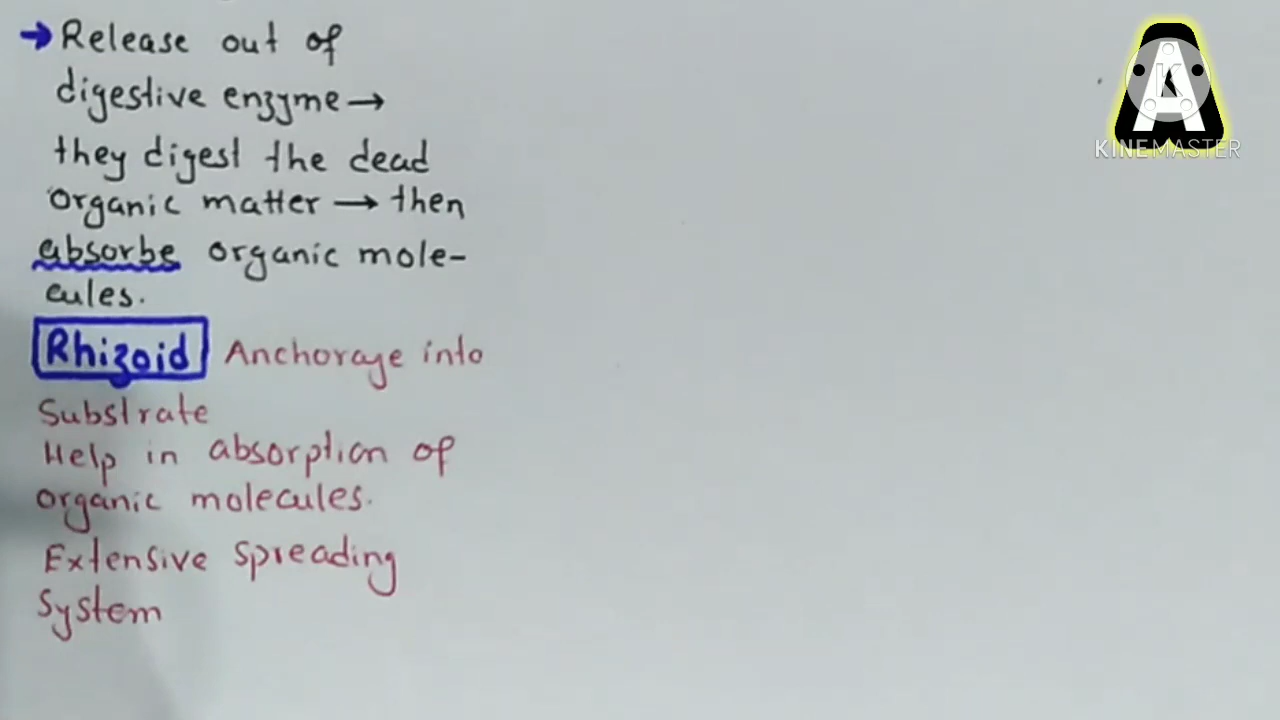 → Release out of
digestive enzyme →
they digest the dead
organic matter → then
absorbe organic mole-
cules.
Rhizoid Anchorage into
Substrate
Help in absorption of
organic molecules.
Extensive spreading
System
A
K
KINEMASTER